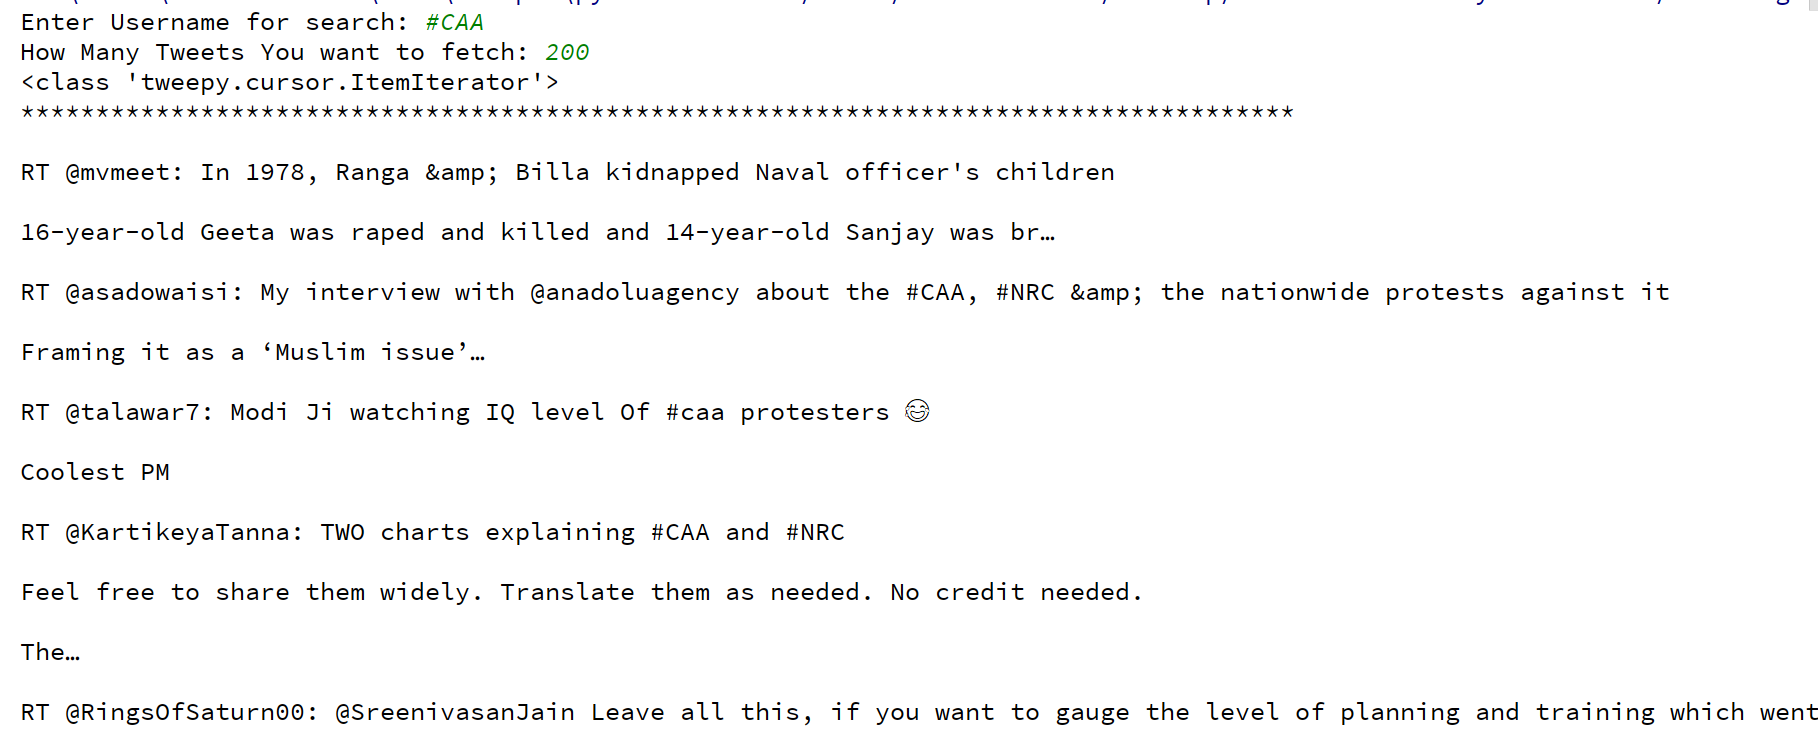 Enter Username for search: #CAA
How Many Tweets You want to fetch: 200
<class 'tweepy.cursor.ItemIterator'>
*************************************************************************************
RT @mvmeet: In 1978, Ranga &amp; Billa kidnapped Naval officer's children
16-year-old Geeta was raped and killed and 14-year-old Sanjay was br…
RT @asadowaisi: My interview with @anadoluagency about the #CAA, #NRC &amp; the nationwide protests against it
Framing it as a ‘Muslim issue’…
RT @talawar7: Modi Ji watching IQ level Of #caa protesters 😂
Coolest PM
RT @KartikeyaTanna: TWO charts explaining #CAA and #NRC
Feel free to share them widely. Translate them as needed. No credit needed.
The…
RT @RingsOfSaturn00: @SreenivasanJain Leave all this, if you want to gauge the level of planning and training which went